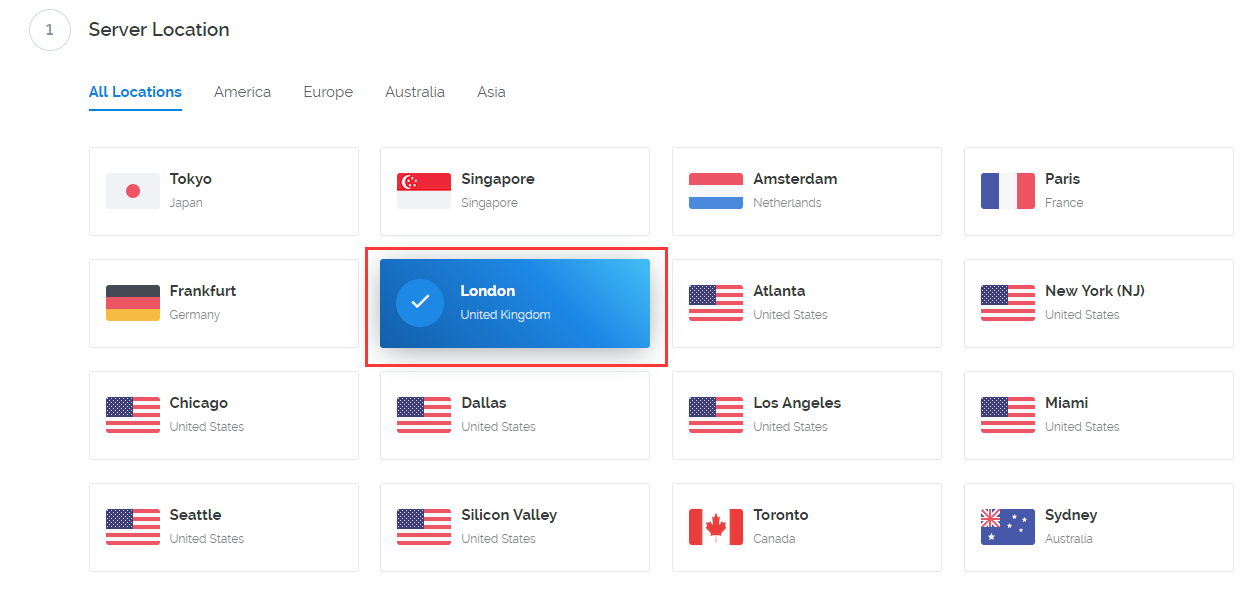 1
Server Location
All Locations America Europe Australia Asia
Tokyo
Japan
Singapore
Singapore
Amsterdam
Netherlands
Paris
France
Frankfurt
Germany
London
United Kingdom
Atlanta
United States
New York (NJ)
United States
Chicago
United States
Dallas
United States
Los Angeles
United States
Miami
United States
Seattle
United States
Silicon Valley
United States
Toronto
Canada
Sydney
Australia